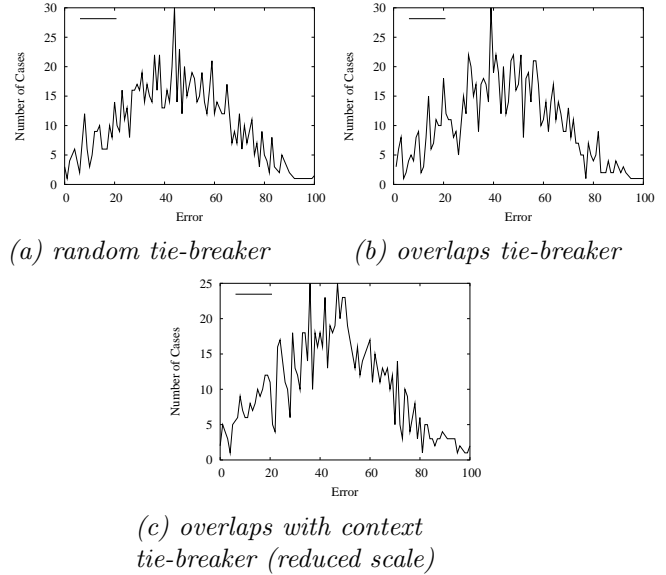 30
25
20
15
10
5
0
Number of Cases
0 20 40 60 80 100
Error
(a) random tie-breaker
30
25
20
15
10
5
0
Number of Cases
0 20 40 60 80 100
Error
(b) overlaps tie-breaker
25
20
15
10
5
0
Number of Cases
0 20 40 60 80 100
Error
(c) overlaps with context
tie-breaker (reduced scale)